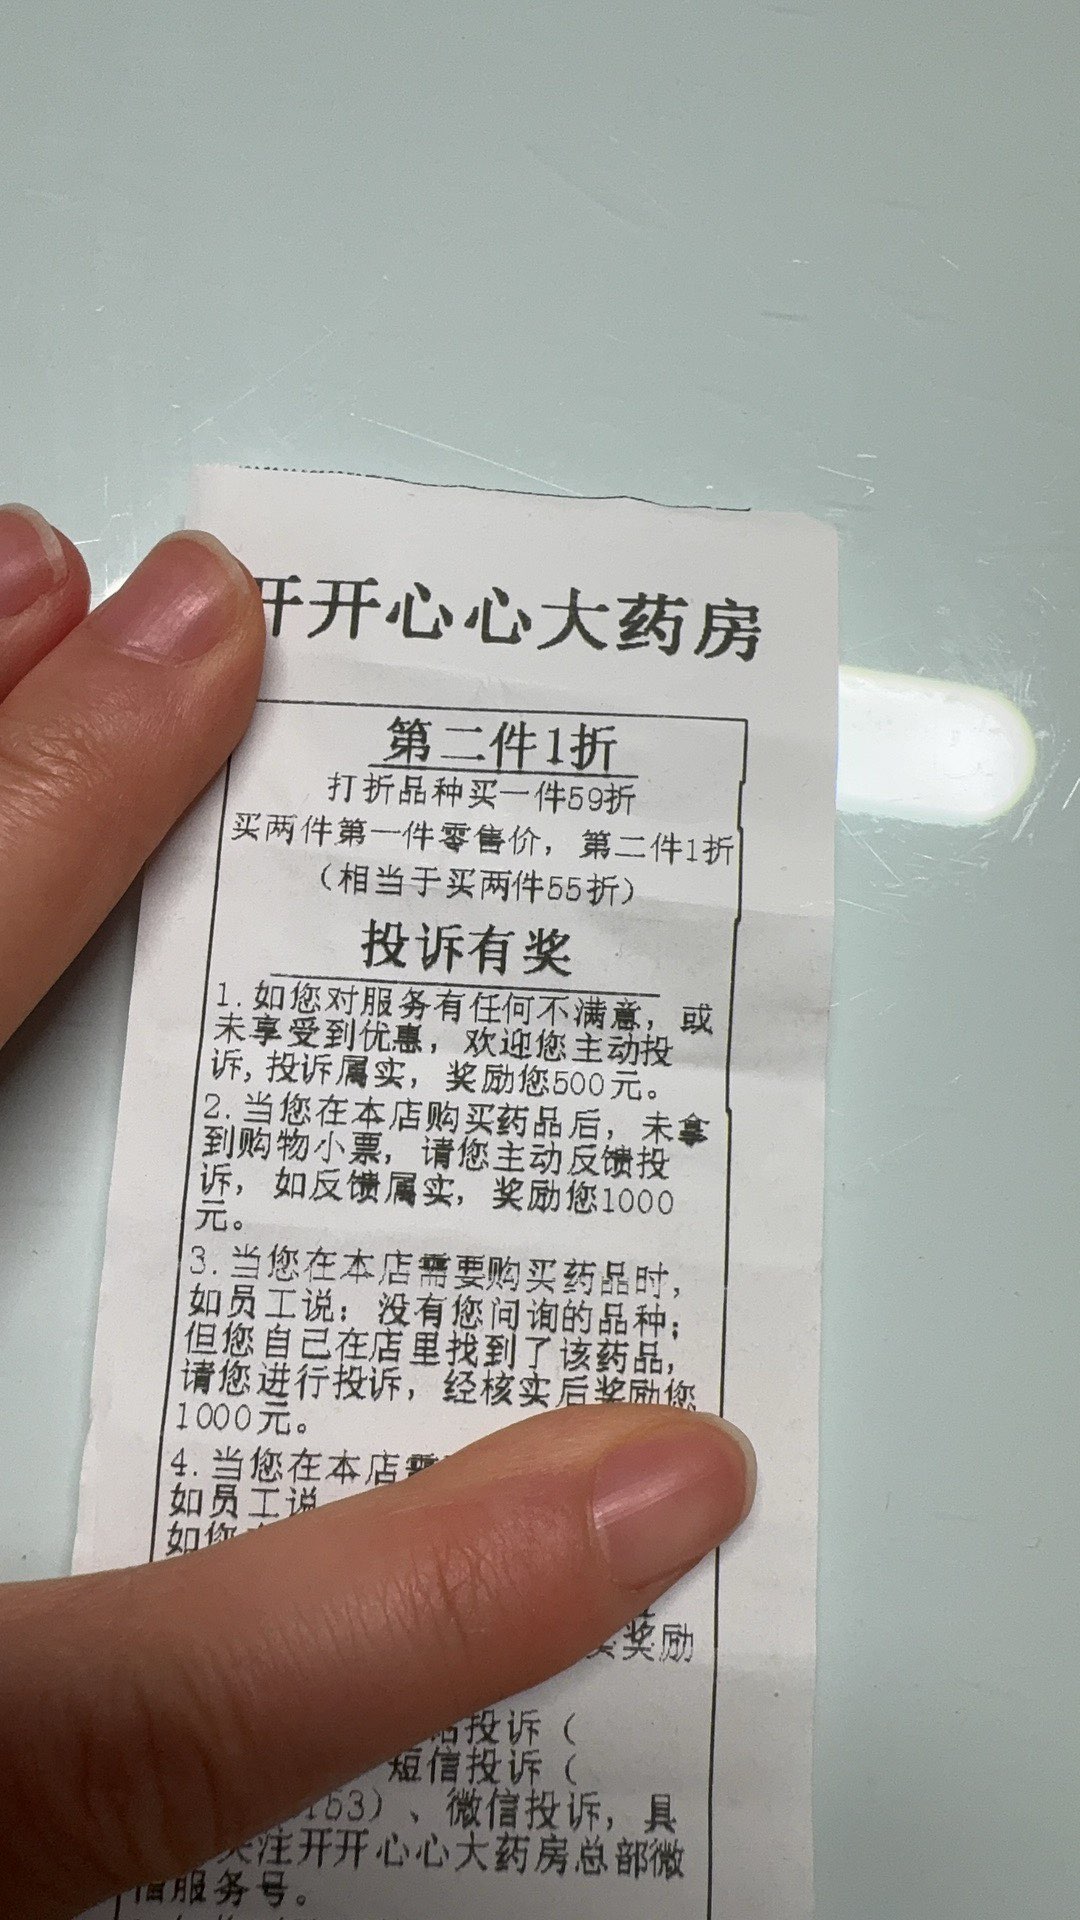 开开心心大药房
第二件1折
打折品种买一件59折
买两件第一件零售价，第二件1折
（相当于买两件55折）
投诉有奖
1.如您对服务有任何不满意，或
未享受到优惠，欢迎您主动投
诉,投诉属实，奖励您500元。
2.当您在本店购买药品后，未拿
到购物小票，请您主动反馈投
诉，如反馈属实，奖励您1000
元。
3.当您在本店需要购买药品时，
如员工说：没有您问询的品种；
但您自己在店里找到了该药品，
请您进行投诉，经核实后奖励您
1000元。
4.当您在本店需
如员工说
如您
奖励
投诉（
短信投诉（
153）、微信投诉，具
关注开开心心大药房总部微
信服务号。